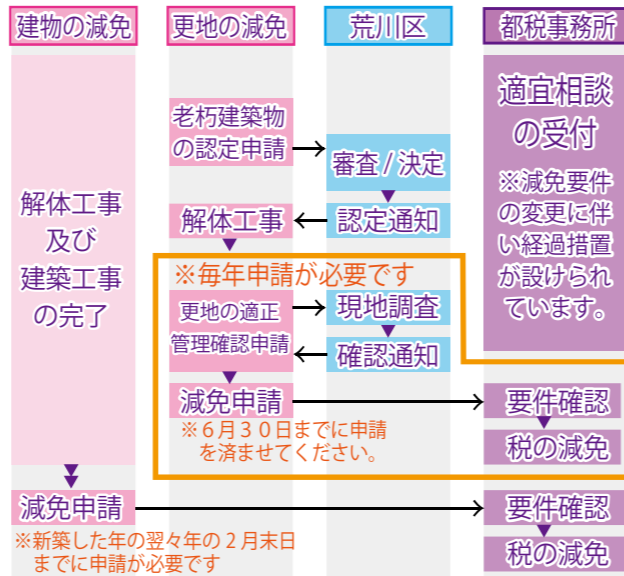 建物の減免
更地の減免
荒川区
都税事務所
解体工事
及び
建築工事
の完了
減免申請
※新築した年の翌々年の2月末日
までに申請が必要です
老朽建築物
の認定申請
審査/決定
認定通知
解体工事
※毎年申請が必要です
更地の適正
管理確認申請
現地調査
確認通知
減免申請
※6月30日までに申請
を済ませてください。
適宜相談
の受付
※減免要件
の変更に伴
い経過措置
が設けられ
ています。
要件確認
税の減免
要件確認
税の減免